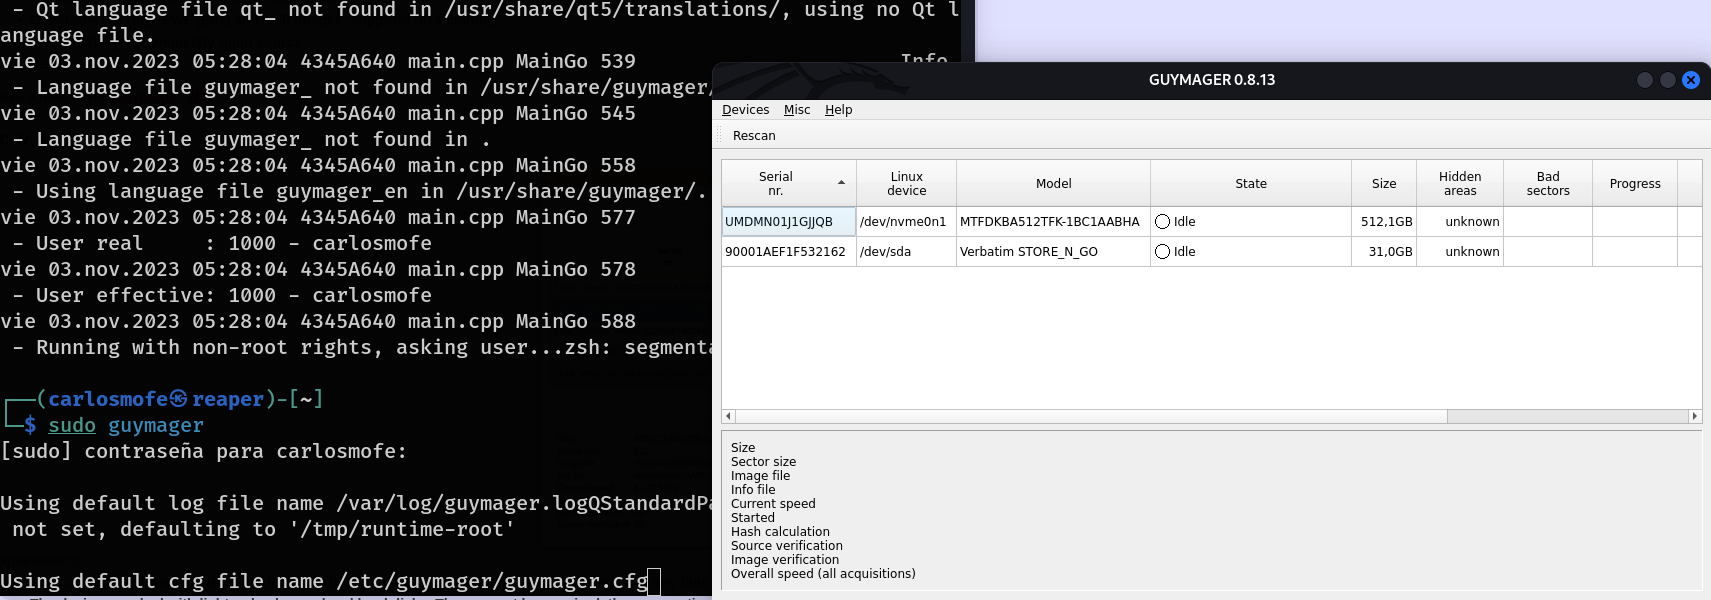 - Qt language file qt_ not found in /usr/share/qt5/translations/, using no Qt l
anguage file.
vie 03.nov.2023 05:28:04 4345A640 main.cpp MainGo 539 Info
- Language file guymager_ not found in /usr/share/guymager/
vie 03.nov.2023 05:28:04 4345A640 main.cpp MainGo 545
- Language file guymager_ not found in .
vie 03.nov.2023 05:28:04 4345A640 main.cpp MainGo 558
- Using language file guymager_en in /usr/share/guymager/.
vie 03.nov.2023 05:28:04 4345A640 main.cpp MainGo 577
- User real     : 1000 - carlosmofe
vie 03.nov.2023 05:28:04 4345A640 main.cpp MainGo 578
- User effective: 1000 - carlosmofe
vie 03.nov.2023 05:28:04 4345A640 main.cpp MainGo 588
- Running with non-root rights, asking user...zsh: segmenta
┌──(carlosmofe㉿reaper)-[~]
└─$ sudo guymager
[sudo] contraseña para carlosmofe:
Using default log file name /var/log/guymager.logQStandardPa
not set, defaulting to '/tmp/runtime-root'
Using default cfg file name /etc/guymager/guymager.cfg
GUYMAGER 0.8.13
Devices Misc Help
Rescan
Serial nr. Linux device Model State Size Hidden areas Bad sectors Progress
UMDMN01J1GJJQB /dev/nvme0n1 MTFDKBA512TFK-1BC1AABHA Idle 512,1GB unknown
90001AEF1F532162 /dev/sda Verbatim STORE_N_GO Idle 31,0GB unknown
Size
Sector size
Image file
Info file
Current speed
Started
Hash calculation
Source verification
Image verification
Overall speed (all acquisitions)